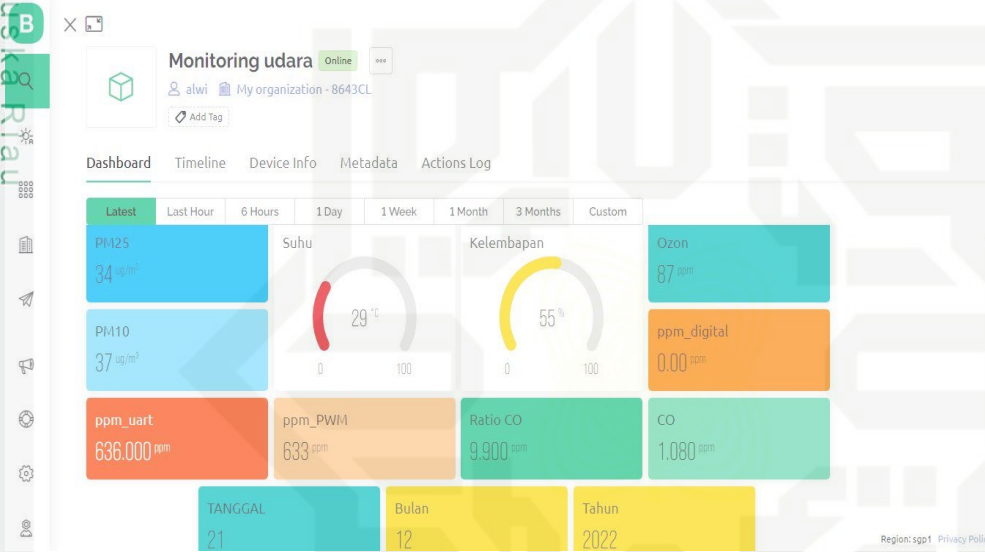 B
uska Riau
Monitoring udara Online
alwi My organization - 8643CL
Add Tag
Dashboard Timeline Device Info Metadata Actions Log
Latest Last Hour 6 Hours 1 Day 1 Week 1 Month 3 Months Custom
PM25
34 ug/m³
Suhu
29 °C
0 100
Kelembapan
55 %
0 100
Ozon
87 ppm
PM10
37 ug/m³
ppm_digital
0.00 ppm
ppm_uart
636.000 ppm
ppm_PWM
633 ppm
Ratio CO
9.900 ppm
CO
1.080 ppm
TANGGAL
21
Bulan
12
Tahun
2022
Region: sgp1 Privacy Poli